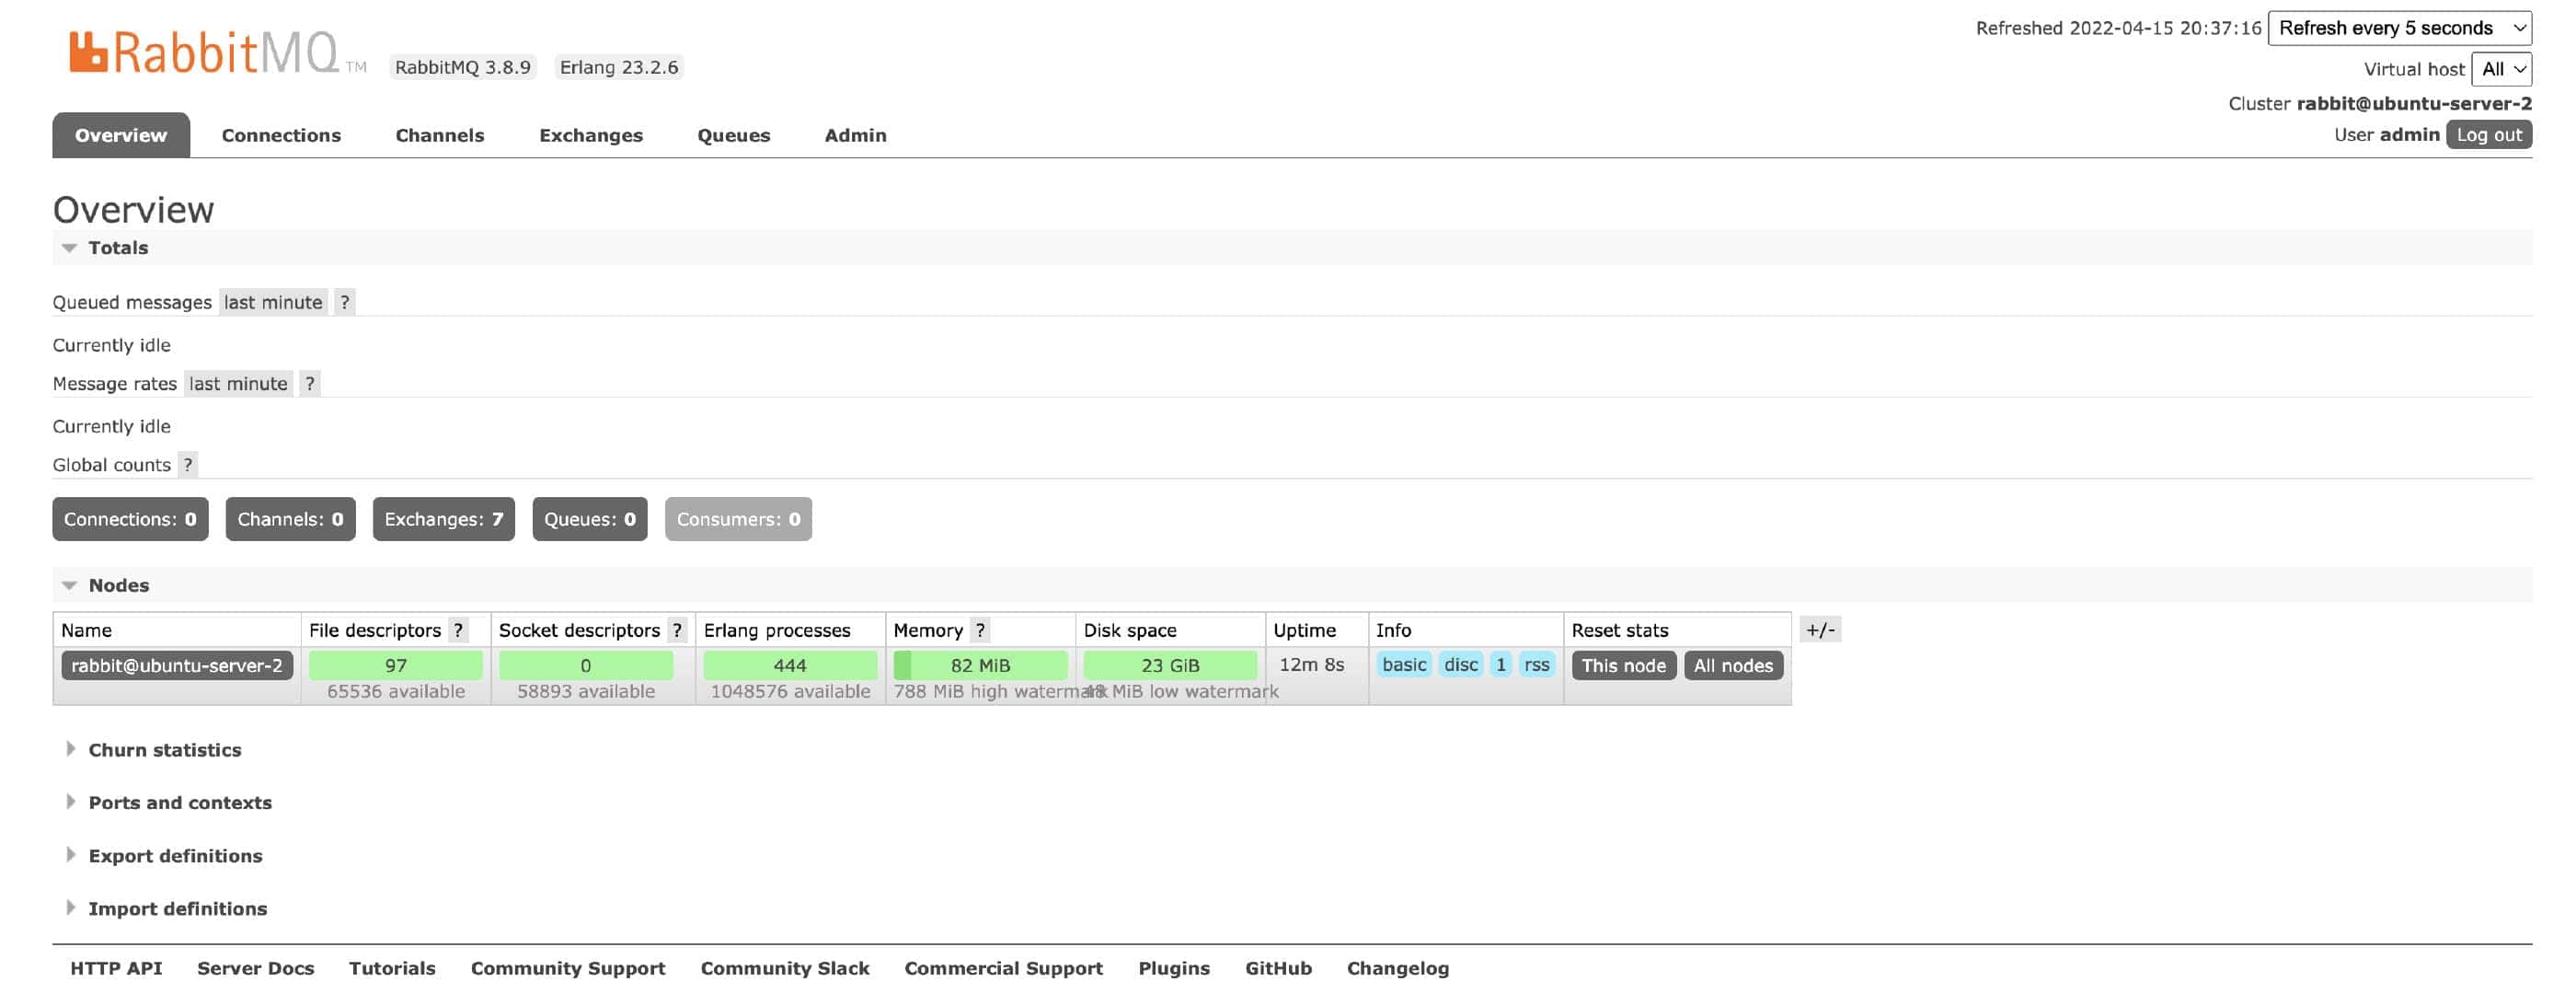 RabbitMQ TM RabbitMQ 3.8.9 Erlang 23.2.6
Refreshed 2022-04-15 20:37:16 Refresh every 5 seconds
Virtual host All
Cluster rabbit@ubuntu-server-2
User admin Log out
Overview Connections Channels Exchanges Queues Admin
Overview
Totals
Queued messages last minute ?
Currently idle
Message rates last minute ?
Currently idle
Global counts ?
Connections: 0 Channels: 0 Exchanges: 7 Queues: 0 Consumers: 0
Nodes
Name File descriptors ? Socket descriptors ? Erlang processes Memory ? Disk space Uptime Info Reset stats +/-
rabbit@ubuntu-server-2 97 0 444 82 MiB 23 GiB 12m 8s basic disc 1 rss This node All nodes
65536 available 58893 available 1048576 available 788 MiB high watermark 48 MiB low watermark
Churn statistics
Ports and contexts
Export definitions
Import definitions
HTTP API Server Docs Tutorials Community Support Community Slack Commercial Support Plugins GitHub Changelog